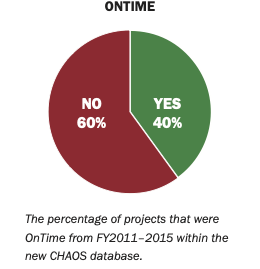 ONTIME
NO
60%
YES
40%
The percentage of projects that were
OnTime from FY2011–2015 within the
new CHAOS database.